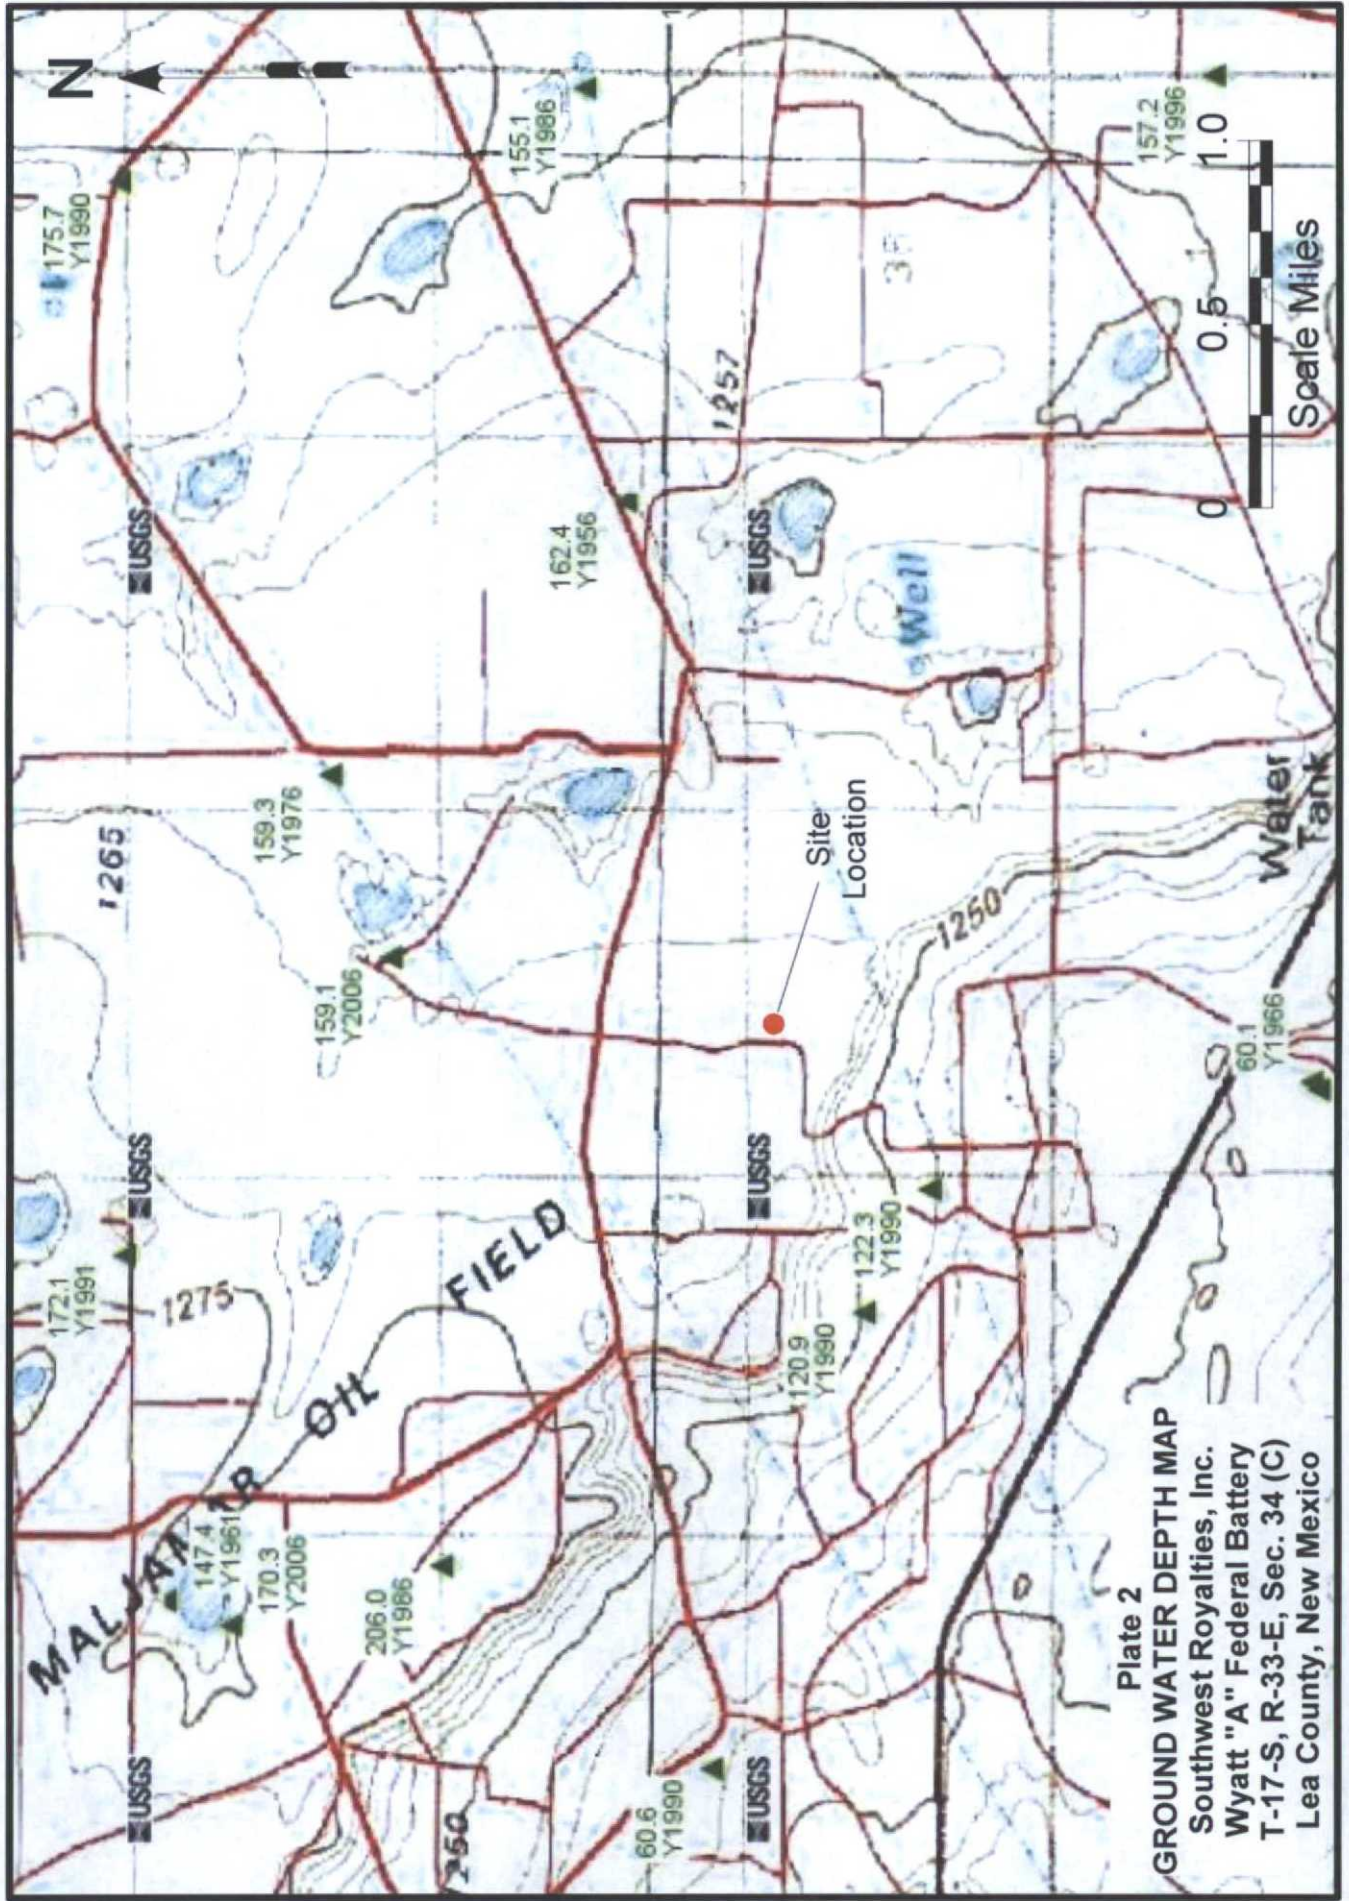 N
175.7
Y1990
172.1
Y1991
1265
USGS
USGS
USGS
1275
MALJAMAR
OIL
FIELD
147.4
Y1961
170.3
Y2006
159.3
Y1976
159.1
Y2006
206.0
Y1986
155.1
Y1986
162.4
Y1956
60.6
Y1990
1257
USGS
USGS
USGS
120.9
Y1990
Site
Location
122.3
Y1990
Well
1250
157.2
Y1996
60.1
Y1966
Water
Tank
Plate 2
GROUND WATER DEPTH MAP
Southwest Royalties, Inc.
Wyatt "A" Federal Battery
T-17-S, R-33-E, Sec. 34 (C)
Lea County, New Mexico
0 0.5 1.0
Scale Miles